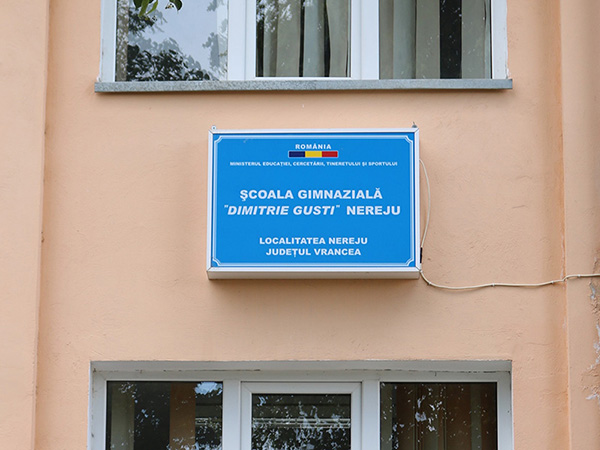 ROMÂNIA
MINISTERUL EDUCAȚIEI, CERCETĂRII, TINERETULUI ȘI SPORTULUI
ŞCOALA GIMNAZIALĂ
"DIMITRIE GUSTI" NEREJU
LOCALITATEA NEREJU
JUDEȚUL VRANCEA